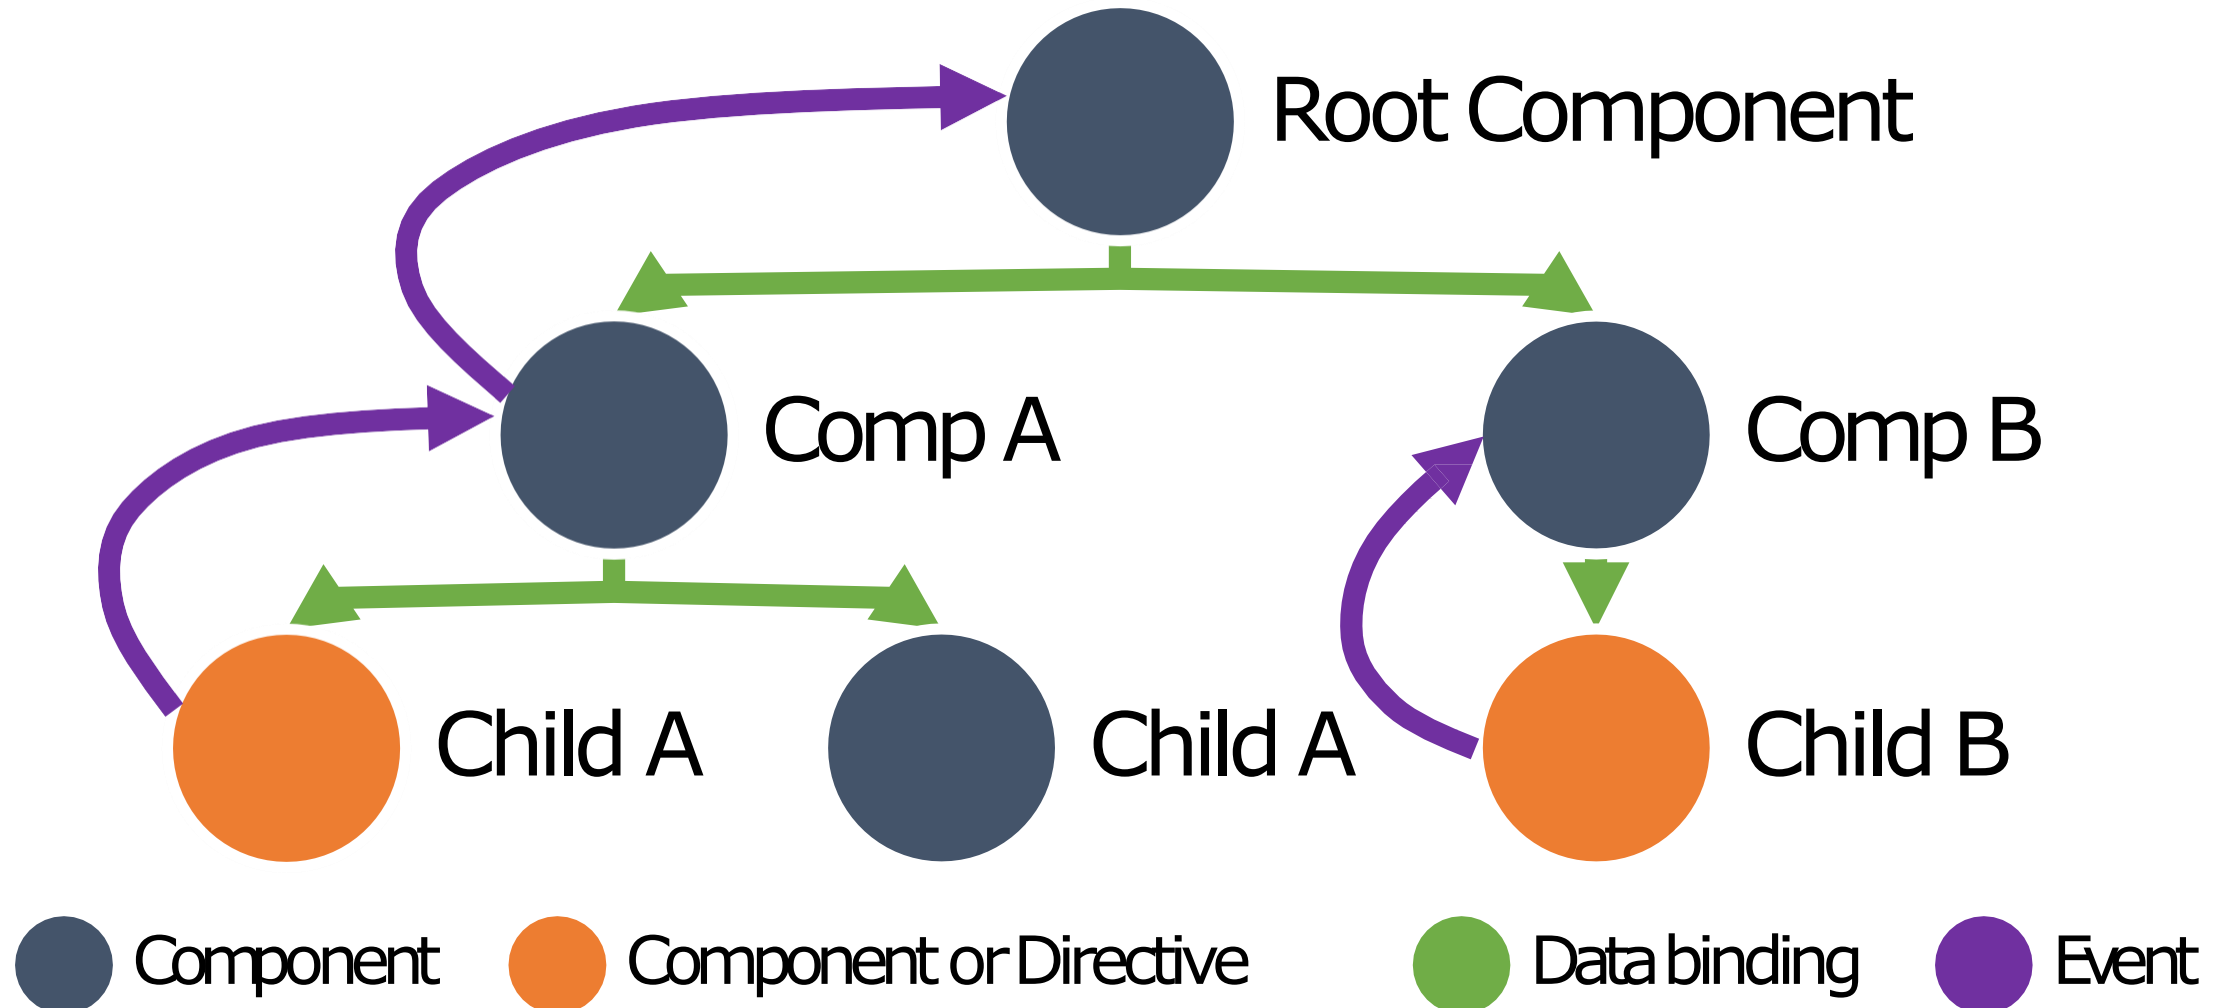 Root Component
Comp A
Comp B
Child A
Child A
Child B
Component
Component or Directive
Data binding
Event